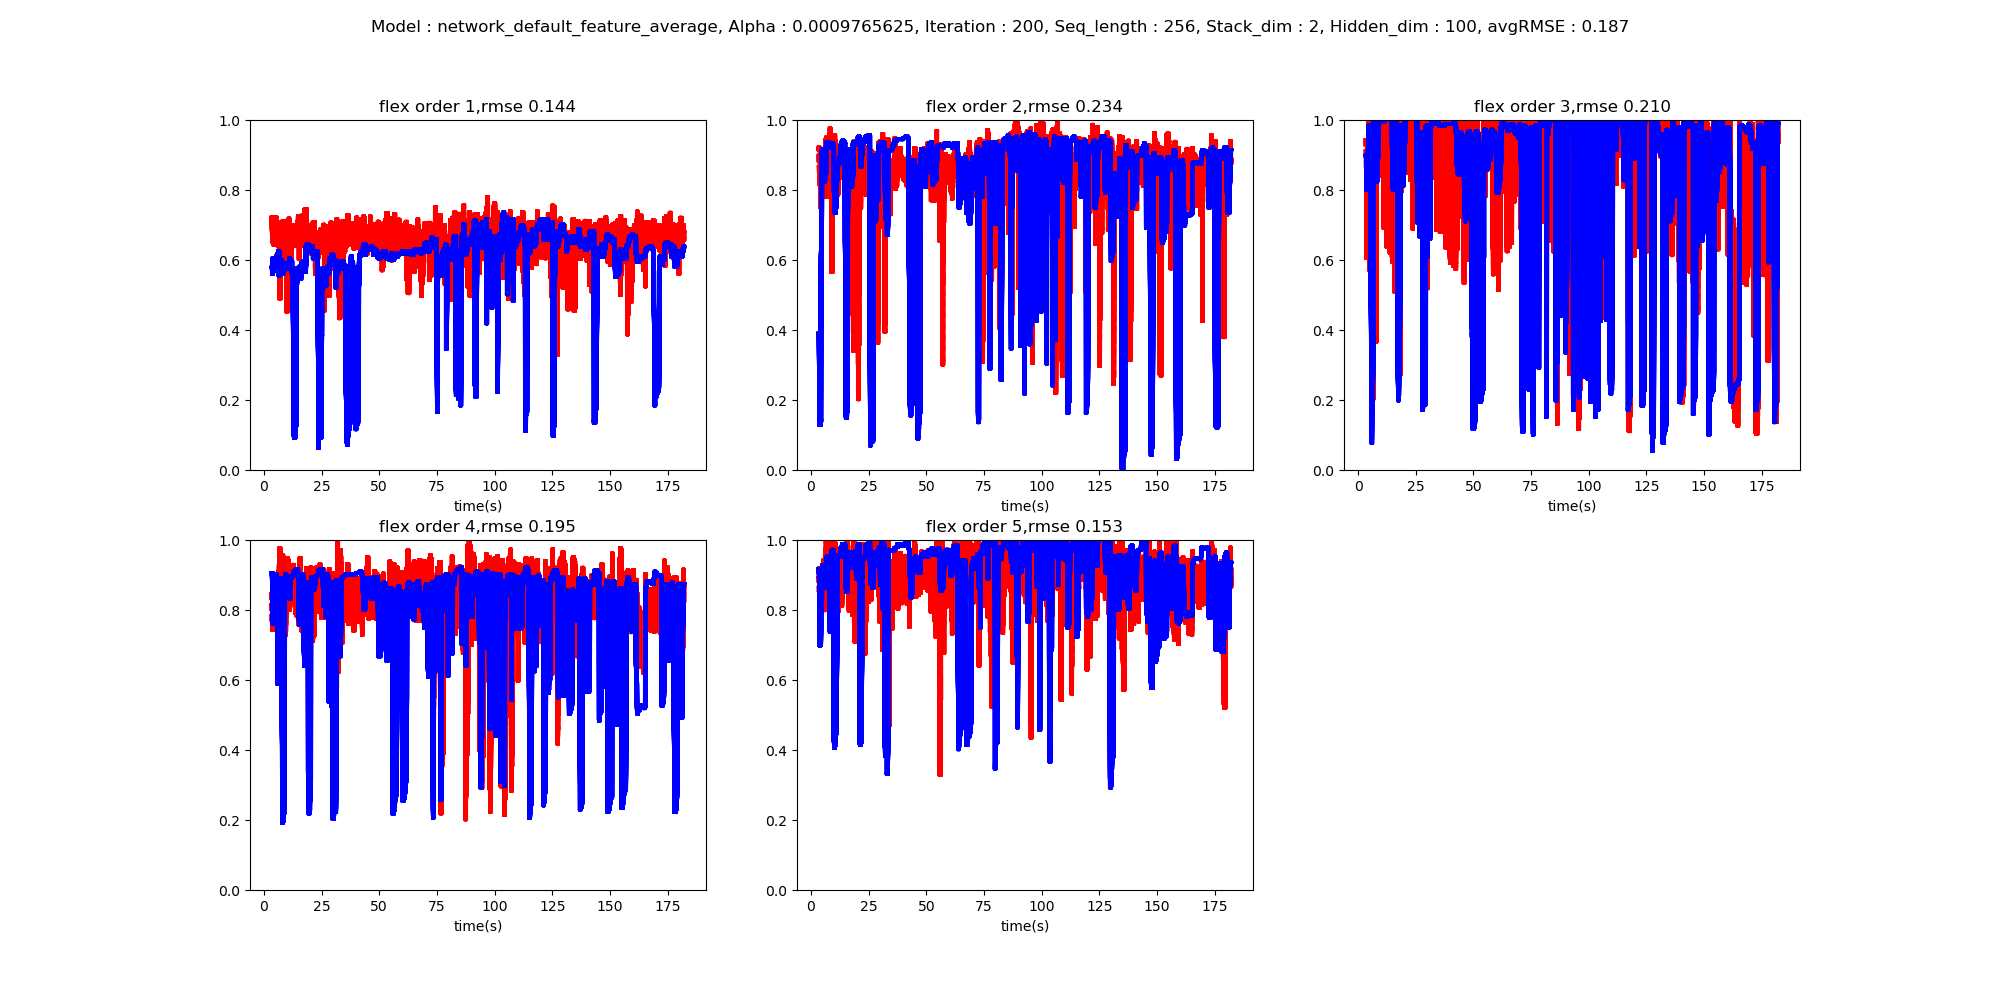 Model : network_default_feature_average, Alpha : 0.0009765625, Iteration : 200, Seq_length : 256, Stack_dim : 2, Hidden_dim : 100, avgRMSE : 0.187
flex order 1,rmse 0.144
1.0
0.8
0.6
0.4
0.2
0.0
0 25 50 75 100 125 150 175
time(s)
flex order 2,rmse 0.234
1.0
0.8
0.6
0.4
0.2
0.0
0 25 50 75 100 125 150 175
time(s)
flex order 3,rmse 0.210
1.0
0.8
0.6
0.4
0.2
0.0
0 25 50 75 100 125 150 175
time(s)
flex order 4,rmse 0.195
1.0
0.8
0.6
0.4
0.2
0.0
0 25 50 75 100 125 150 175
time(s)
flex order 5,rmse 0.153
1.0
0.8
0.6
0.4
0.2
0.0
0 25 50 75 100 125 150 175
time(s)